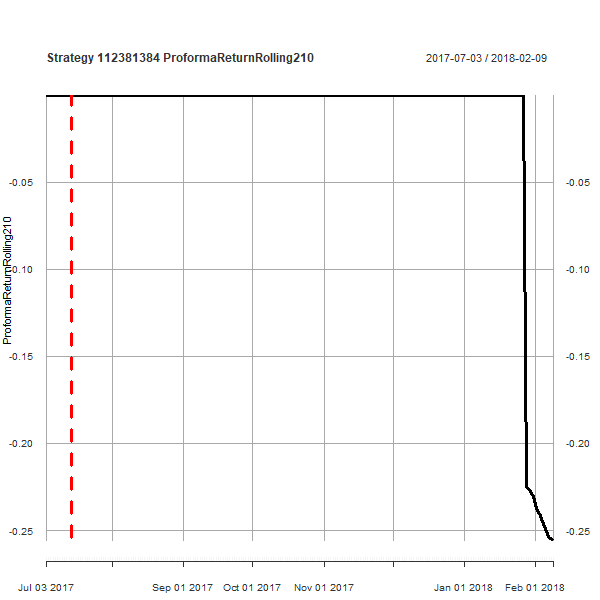 Strategy 112381384 ProformaReturnRolling210
2017-07-03 / 2018-02-09
ProformaReturnRolling210
-0.05
-0.05
-0.10
-0.10
-0.15
-0.15
-0.20
-0.20
-0.25
-0.25
Jul 03 2017
Sep 01 2017
Oct 01 2017
Nov 01 2017
Jan 01 2018
Feb 01 2018